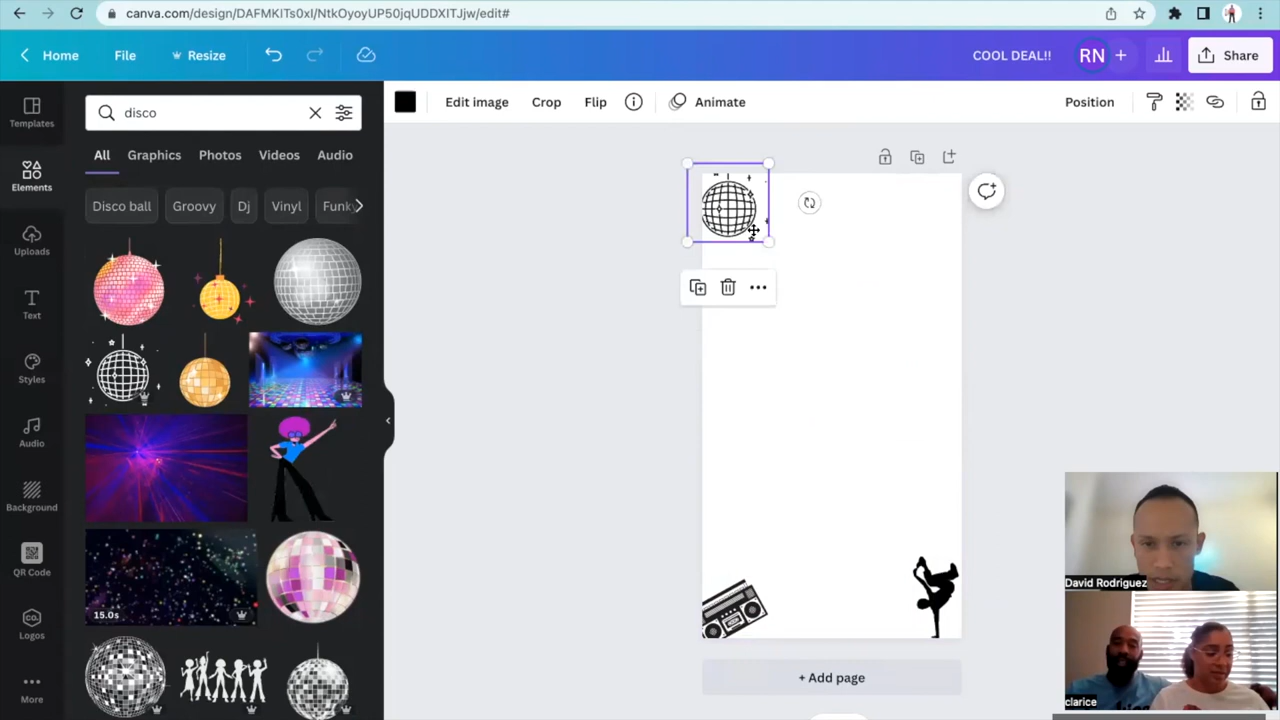 canva.com/design/DAFMKITs0xI/NtkOyoyUP50jqUDDXITJjw/edit#
Home
File
Resize
COOL DEAL!!
RN
Share
Templates
Elements
Uploads
Text
Styles
Audio
Background
QR Code
Logos
More
disco
All
Graphics
Photos
Videos
Audio
Disco ball
Groovy
Dj
Vinyl
Funky
15.0s
Edit image
Crop
Flip
Animate
Position
+ Add page
David Rodriguez
clarice